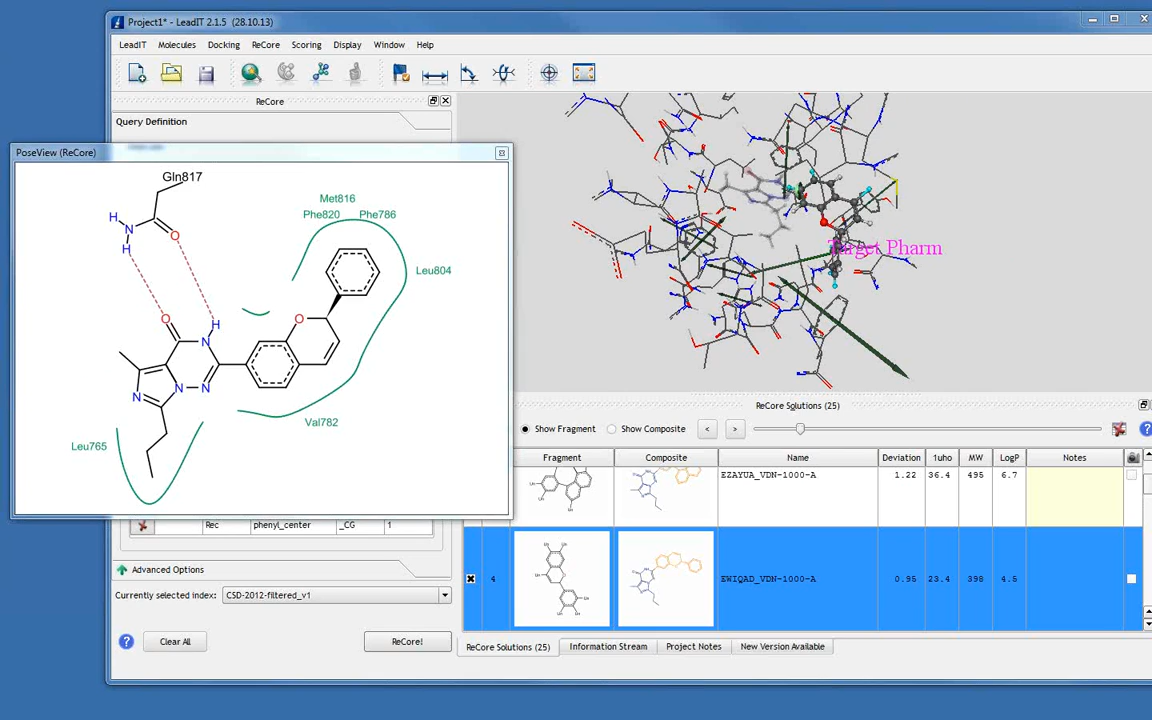 Project1* - LeadIT 2.1.5 (28.10.13)
LeadIT Molecules Docking ReCore Scoring Display Window Help
ReCore
Query Definition
PoseView (ReCore)
Gln817
H
N
H
O
Met816
Phe820 Phe786
Leu804
O
H
N
O
N
N
N
Val782
Leu765
Target Pharm
Rec phenyl_center _CG 1
Advanced Options
Currently selected index: CSD-2012-filtered_v1
? Clear All ReCore!
ReCore Solutions (25)
Show Fragment Show Composite < > ?
Fragment Composite Name Deviation 1uho MW LogP Notes
EZAYUA_VDN-1000-A 1.22 36.4 495 6.7
4 EWIQAD_VDN-1000-A 0.95 23.4 398 4.5
ReCore Solutions (25) Information Stream Project Notes New Version Available